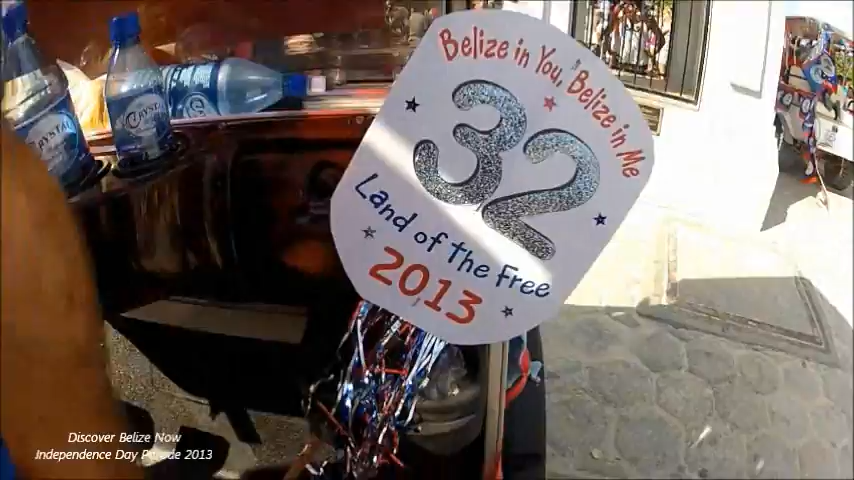 Belize in You, Belize in Me
32
Land of The Free
2013
CRYSTAL
CRYSTAL
Discover Belize Now
Independence Day Parade 2013